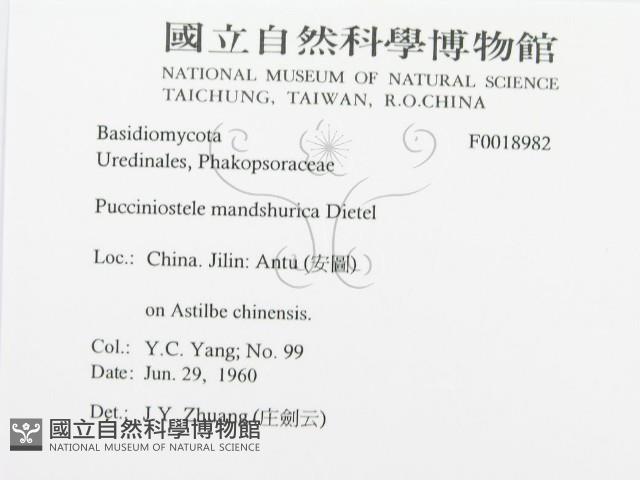 國立自然科學博物館
NATIONAL MUSEUM OF NATURAL SCIENCE
TAICHUNG, TAIWAN, R.O.CHINA
Basidiomycota F0018982
Uredinales, Phakopsoraceae
Pucciniostele mandshurica Dietel
Loc.: China. Jilin: Antu (安圖)
on Astilbe chinensis.
Col.: Y.C. Yang; No. 99
Date: Jun. 29, 1960
Det.: J.Y. Zhuang (庄劍云)
國立自然科學博物館
NATIONAL MUSEUM OF NATURAL SCIENCE